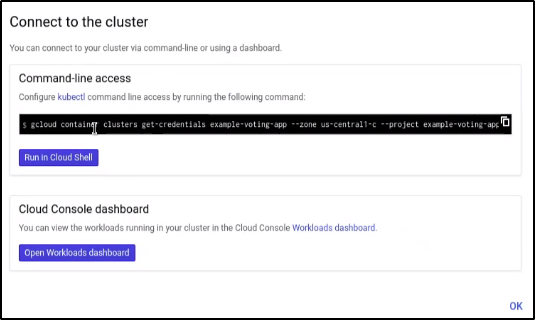 Connect to the cluster
You can connect to your cluster via command-line or using a dashboard.
Command-line access
Configure kubectl command line access by running the following command:
$ gcloud container clusters get-credentials example-voting-app --zone us-central1-c --project example-voting-app
Run in Cloud Shell
Cloud Console dashboard
You can view the workloads running in your cluster in the Cloud Console Workloads dashboard.
Open Workloads dashboard
OK